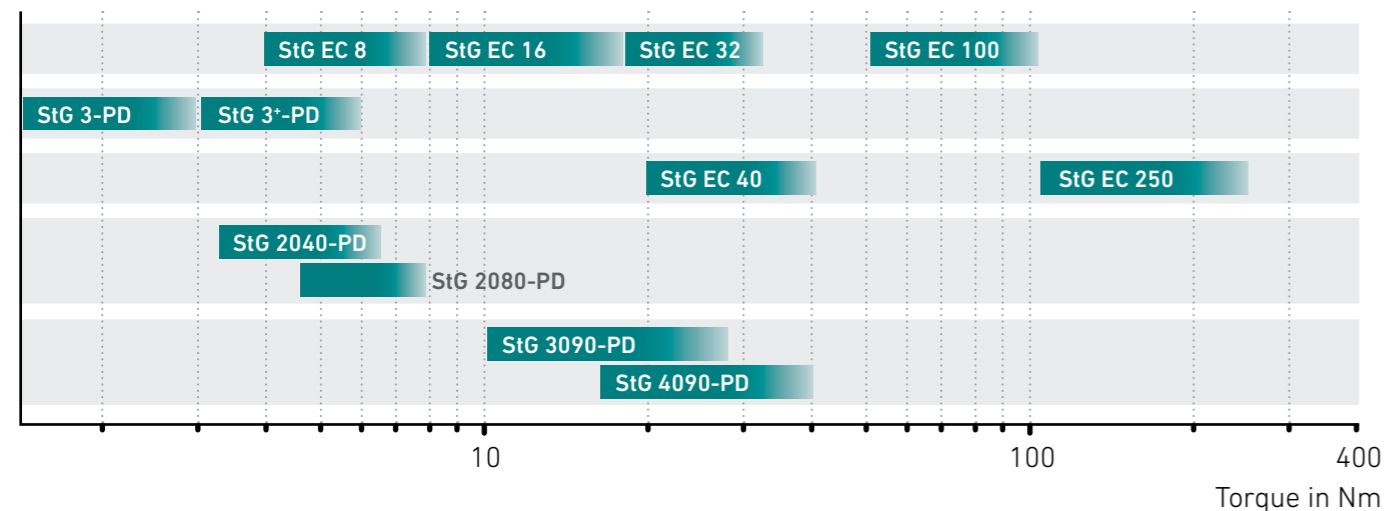 StG EC 8 StG EC 16 StG EC 32 StG EC 100
StG 3-PD StG 3⁺-PD
StG EC 40 StG EC 250
StG 2040-PD
StG 2080-PD
StG 3090-PD
StG 4090-PD
10 100 400
Torque in Nm